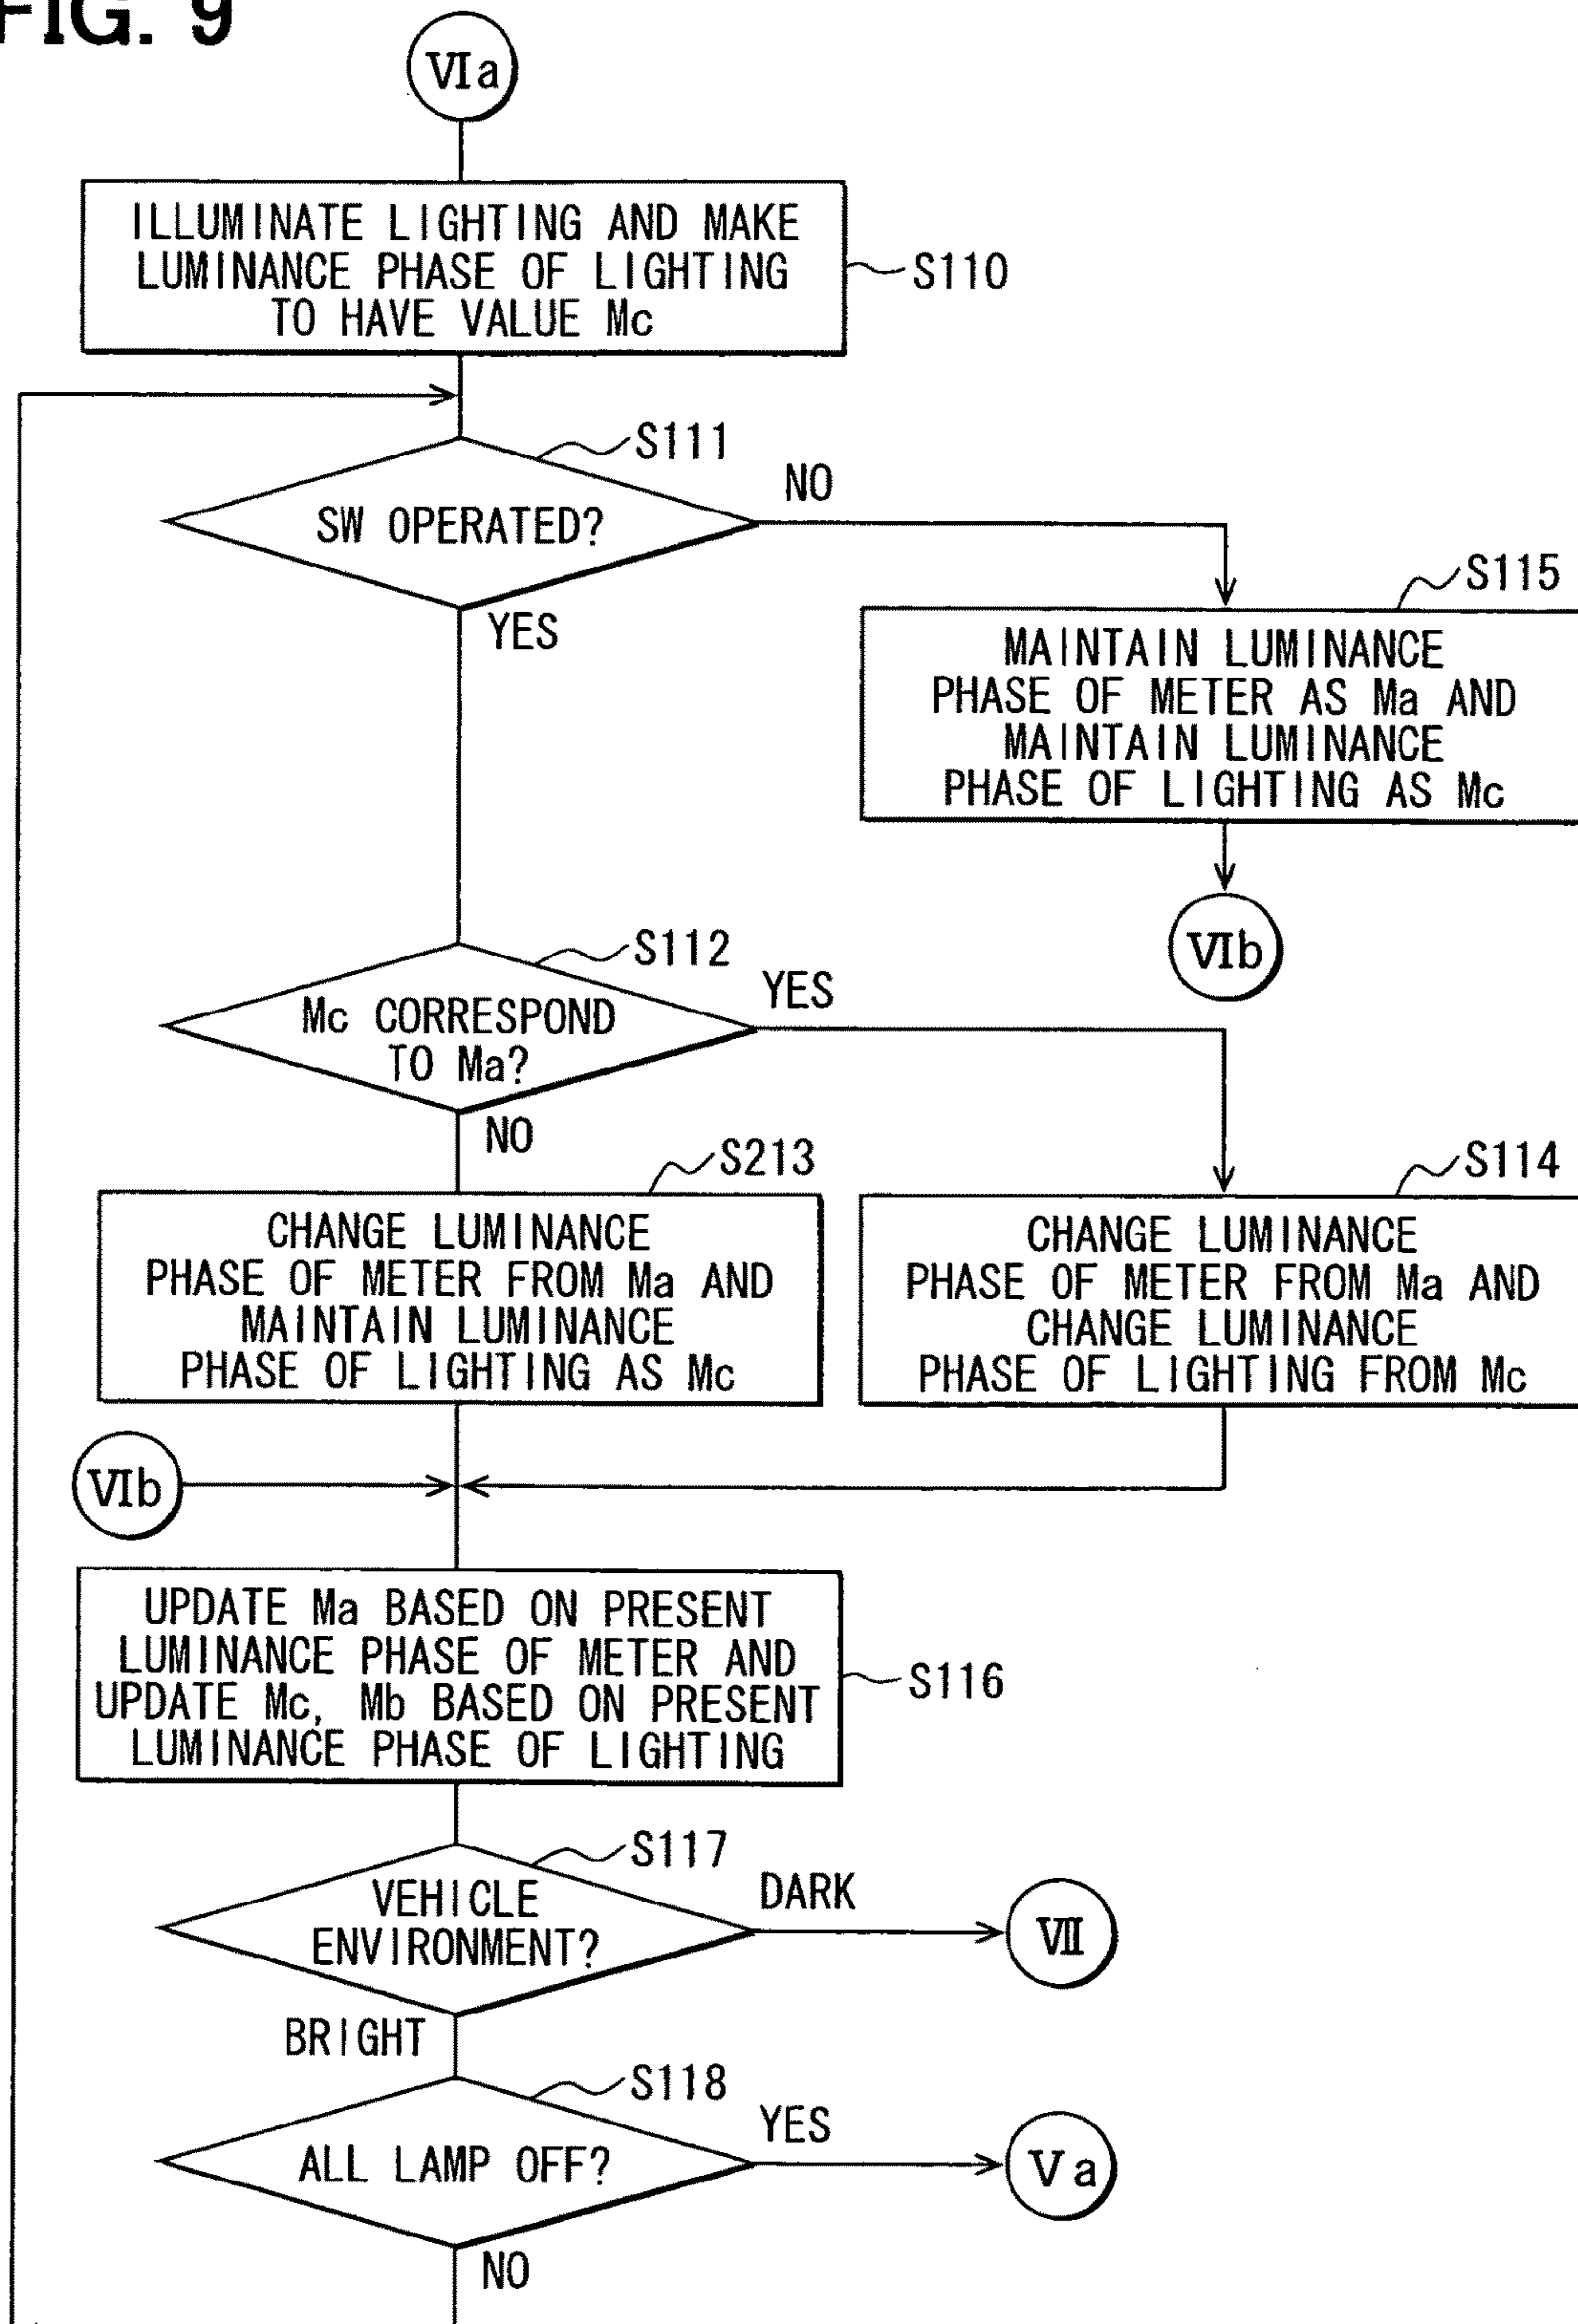 FIG. 9
VIa
ILLUMINATE LIGHTING AND MAKE
LUMINANCE PHASE OF LIGHTING
TO HAVE VALUE Mc
S110
S111
SW OPERATED?
NO
YES
S115
MAINTAIN LUMINANCE
PHASE OF METER AS Ma AND
MAINTAIN LUMINANCE
PHASE OF LIGHTING AS Mc
VIb
S112
Mc CORRESPOND
TO Ma?
YES
NO
S213
CHANGE LUMINANCE
PHASE OF METER FROM Ma AND
MAINTAIN LUMINANCE
PHASE OF LIGHTING AS Mc
S114
CHANGE LUMINANCE
PHASE OF METER FROM Ma AND
CHANGE LUMINANCE
PHASE OF LIGHTING FROM Mc
VIb
UPDATE Ma BASED ON PRESENT
LUMINANCE PHASE OF METER AND
UPDATE Mc, Mb BASED ON PRESENT
LUMINANCE PHASE OF LIGHTING
S116
S117
VEHICLE
ENVIRONMENT?
DARK
VII
BRIGHT
S118
ALL LAMP OFF?
YES
Va
NO